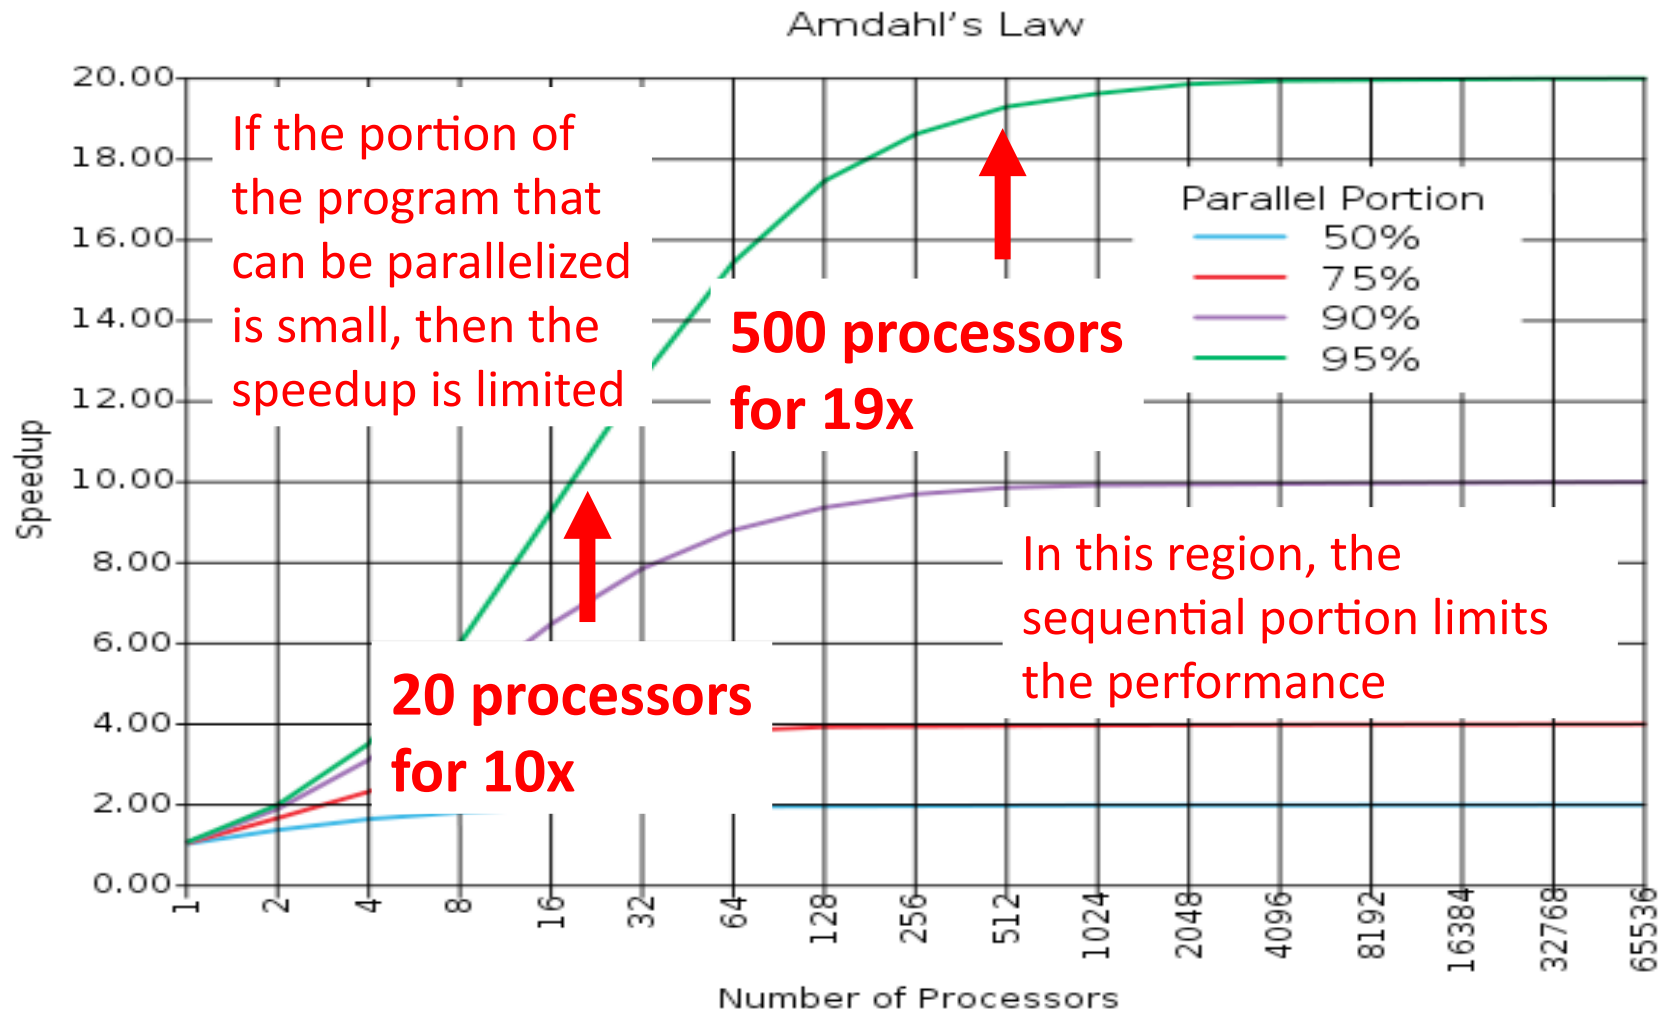 Amdahl's Law
20.00
18.00
16.00
14.00
12.00
10.00
8.00
6.00
4.00
2.00
0.00
Speedup
If the portion of
the program that
can be parallelized
is small, then the
speedup is limited
500 processors
for 19x
Parallel Portion
50%
75%
90%
95%
20 processors
for 10x
In this region, the
sequential portion limits
the performance
1
2
4
8
16
32
64
128
256
512
1024
2048
4096
8192
16384
32768
65536
Number of Processors